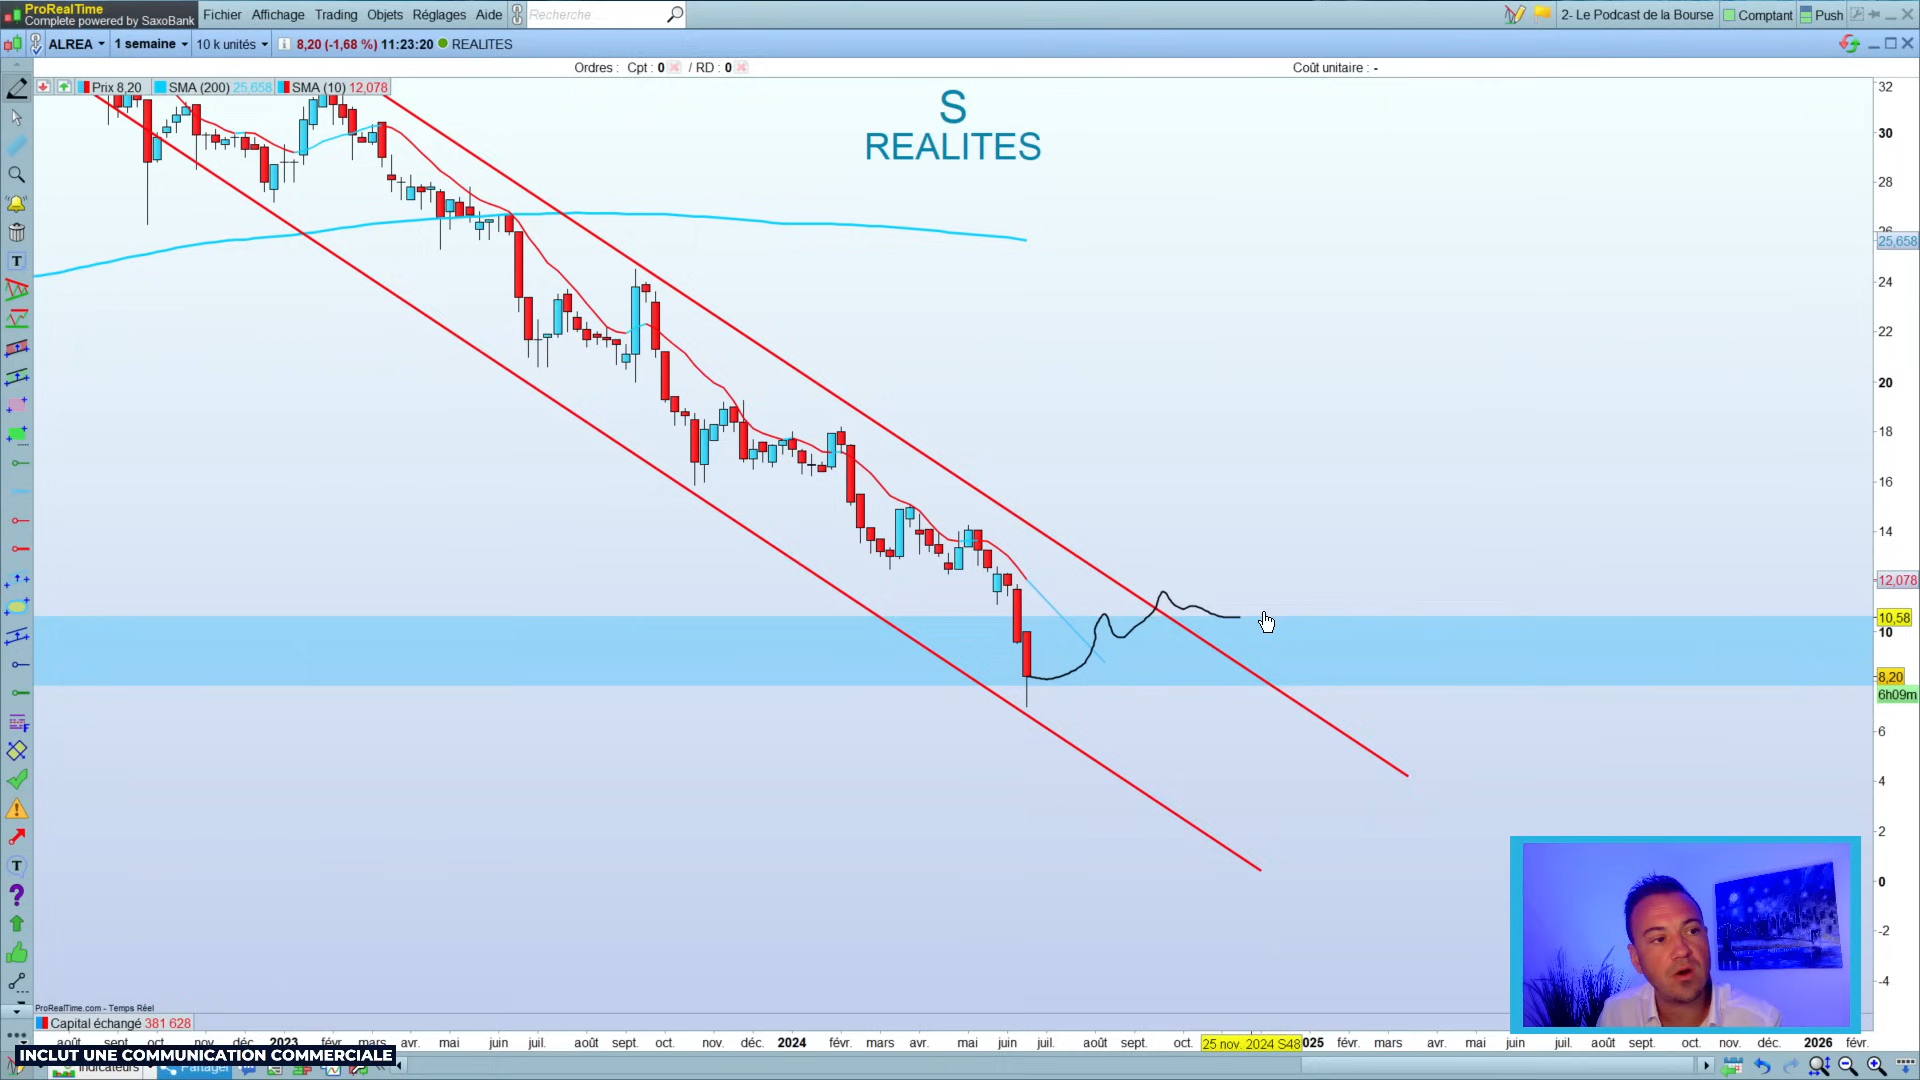 ProRealTime
Complete powered by SaxoBank
Fichier Affichage Trading Objets Réglages Aide Recherche...
2- Le Podcast de la Bourse Comptant Push
ALREA 1 semaine 10 k unités 8,20 (-1,68 %) 11:23:20 REALITES
Ordres : Cpt : 0 / RD : 0 Coût unitaire : -
Prix 8,20 SMA (200) 25,658 SMA (10) 12,078
S
REALITES
32
30
28
26
25,658
24
22
20
18
16
14
12,078
10,58
10
8,20
6h09m
6
4
2
0
-2
-4
ProRealTime.com - Temps Réel
Capital échangé 381 628
août sept. oct. nov. déc. 2023 févr. mars avr. mai juin juil. août sept. oct. nov. déc. 2024 févr. mars avr. mai juin juil. août sept. oct. 25 nov. 2024 S48 025 févr. mars avr. mai juin juil. août sept. oct. nov. déc. 2026 févr.
INCLUT UNE COMMUNICATION COMMERCIALE
Indicateurs Partager